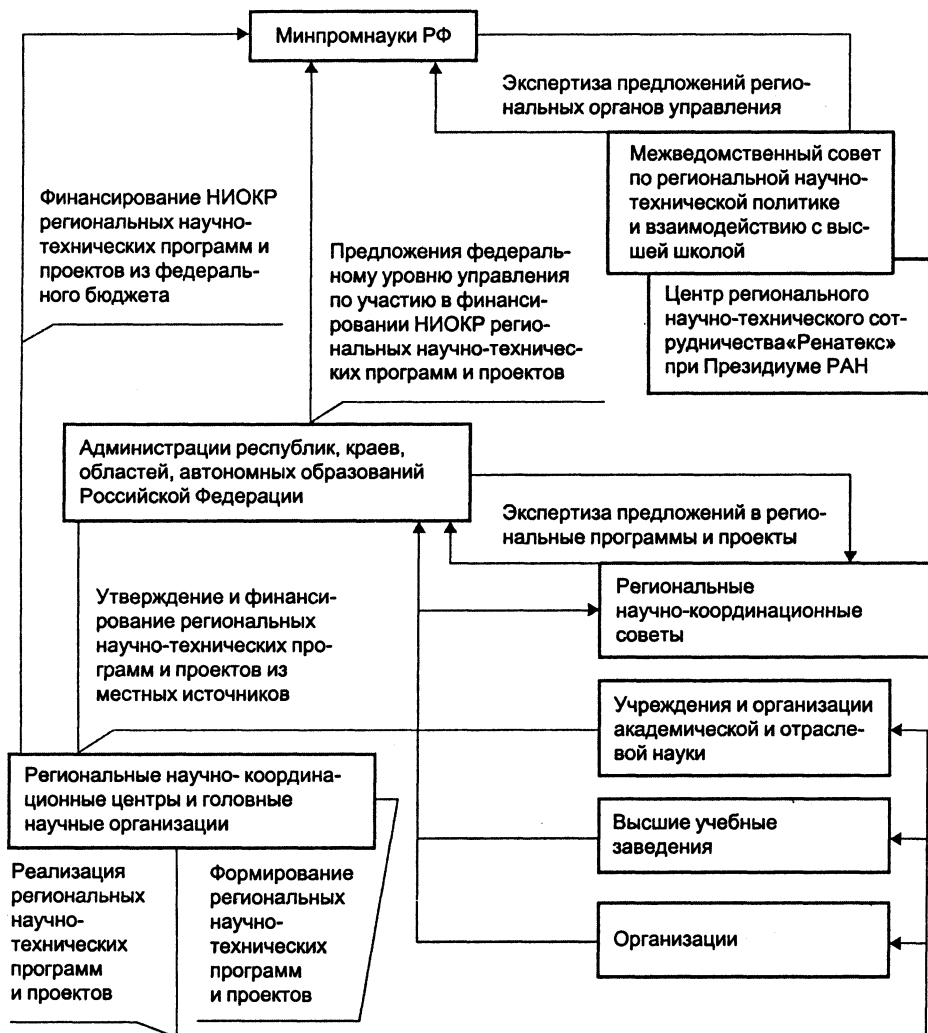 Минпромнауки РФ
Экспертиза предложений регио-
нальных органов управления
Межведомственный совет
по региональной научно-
технической политике
и взаимодействию с выс-
шей школой
Финансирование НИОКР
региональных научно-
технических программ и
проектов из федераль-
ного бюджета
Предложения федераль-
ному уровню управления
по участию в финанси-
ровании НИОКР регио-
нальных научно-техничес-
ких программ и проектов
Центр регионального
научно-технического сот-
рудничества«Ренатекс»
при Президиуме РАН
Администрации республик, краев,
областей, автономных образований
Российской Федерации
Экспертиза предложений в регио-
нальные программы и проекты
Региональные
научно-координационные
советы
Утверждение и финанси-
рование региональных
научно-технических про-
грамм и проектов из
местных источников
Учреждения и организации
академической и отрасле-
вой науки
Региональные научно- координа-
ционные центры и головные
научные организации
Высшие учебные
заведения
Реализация
региональных
научно-
технических
программ
и проектов
Формирование
региональных
научно-
технических
программ
и проектов
Организации